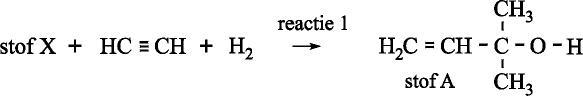 CH₃
reactie 1
stof X + HC ≡ CH + H₂ → H₂C = CH – C – O – H
stof A
CH₃